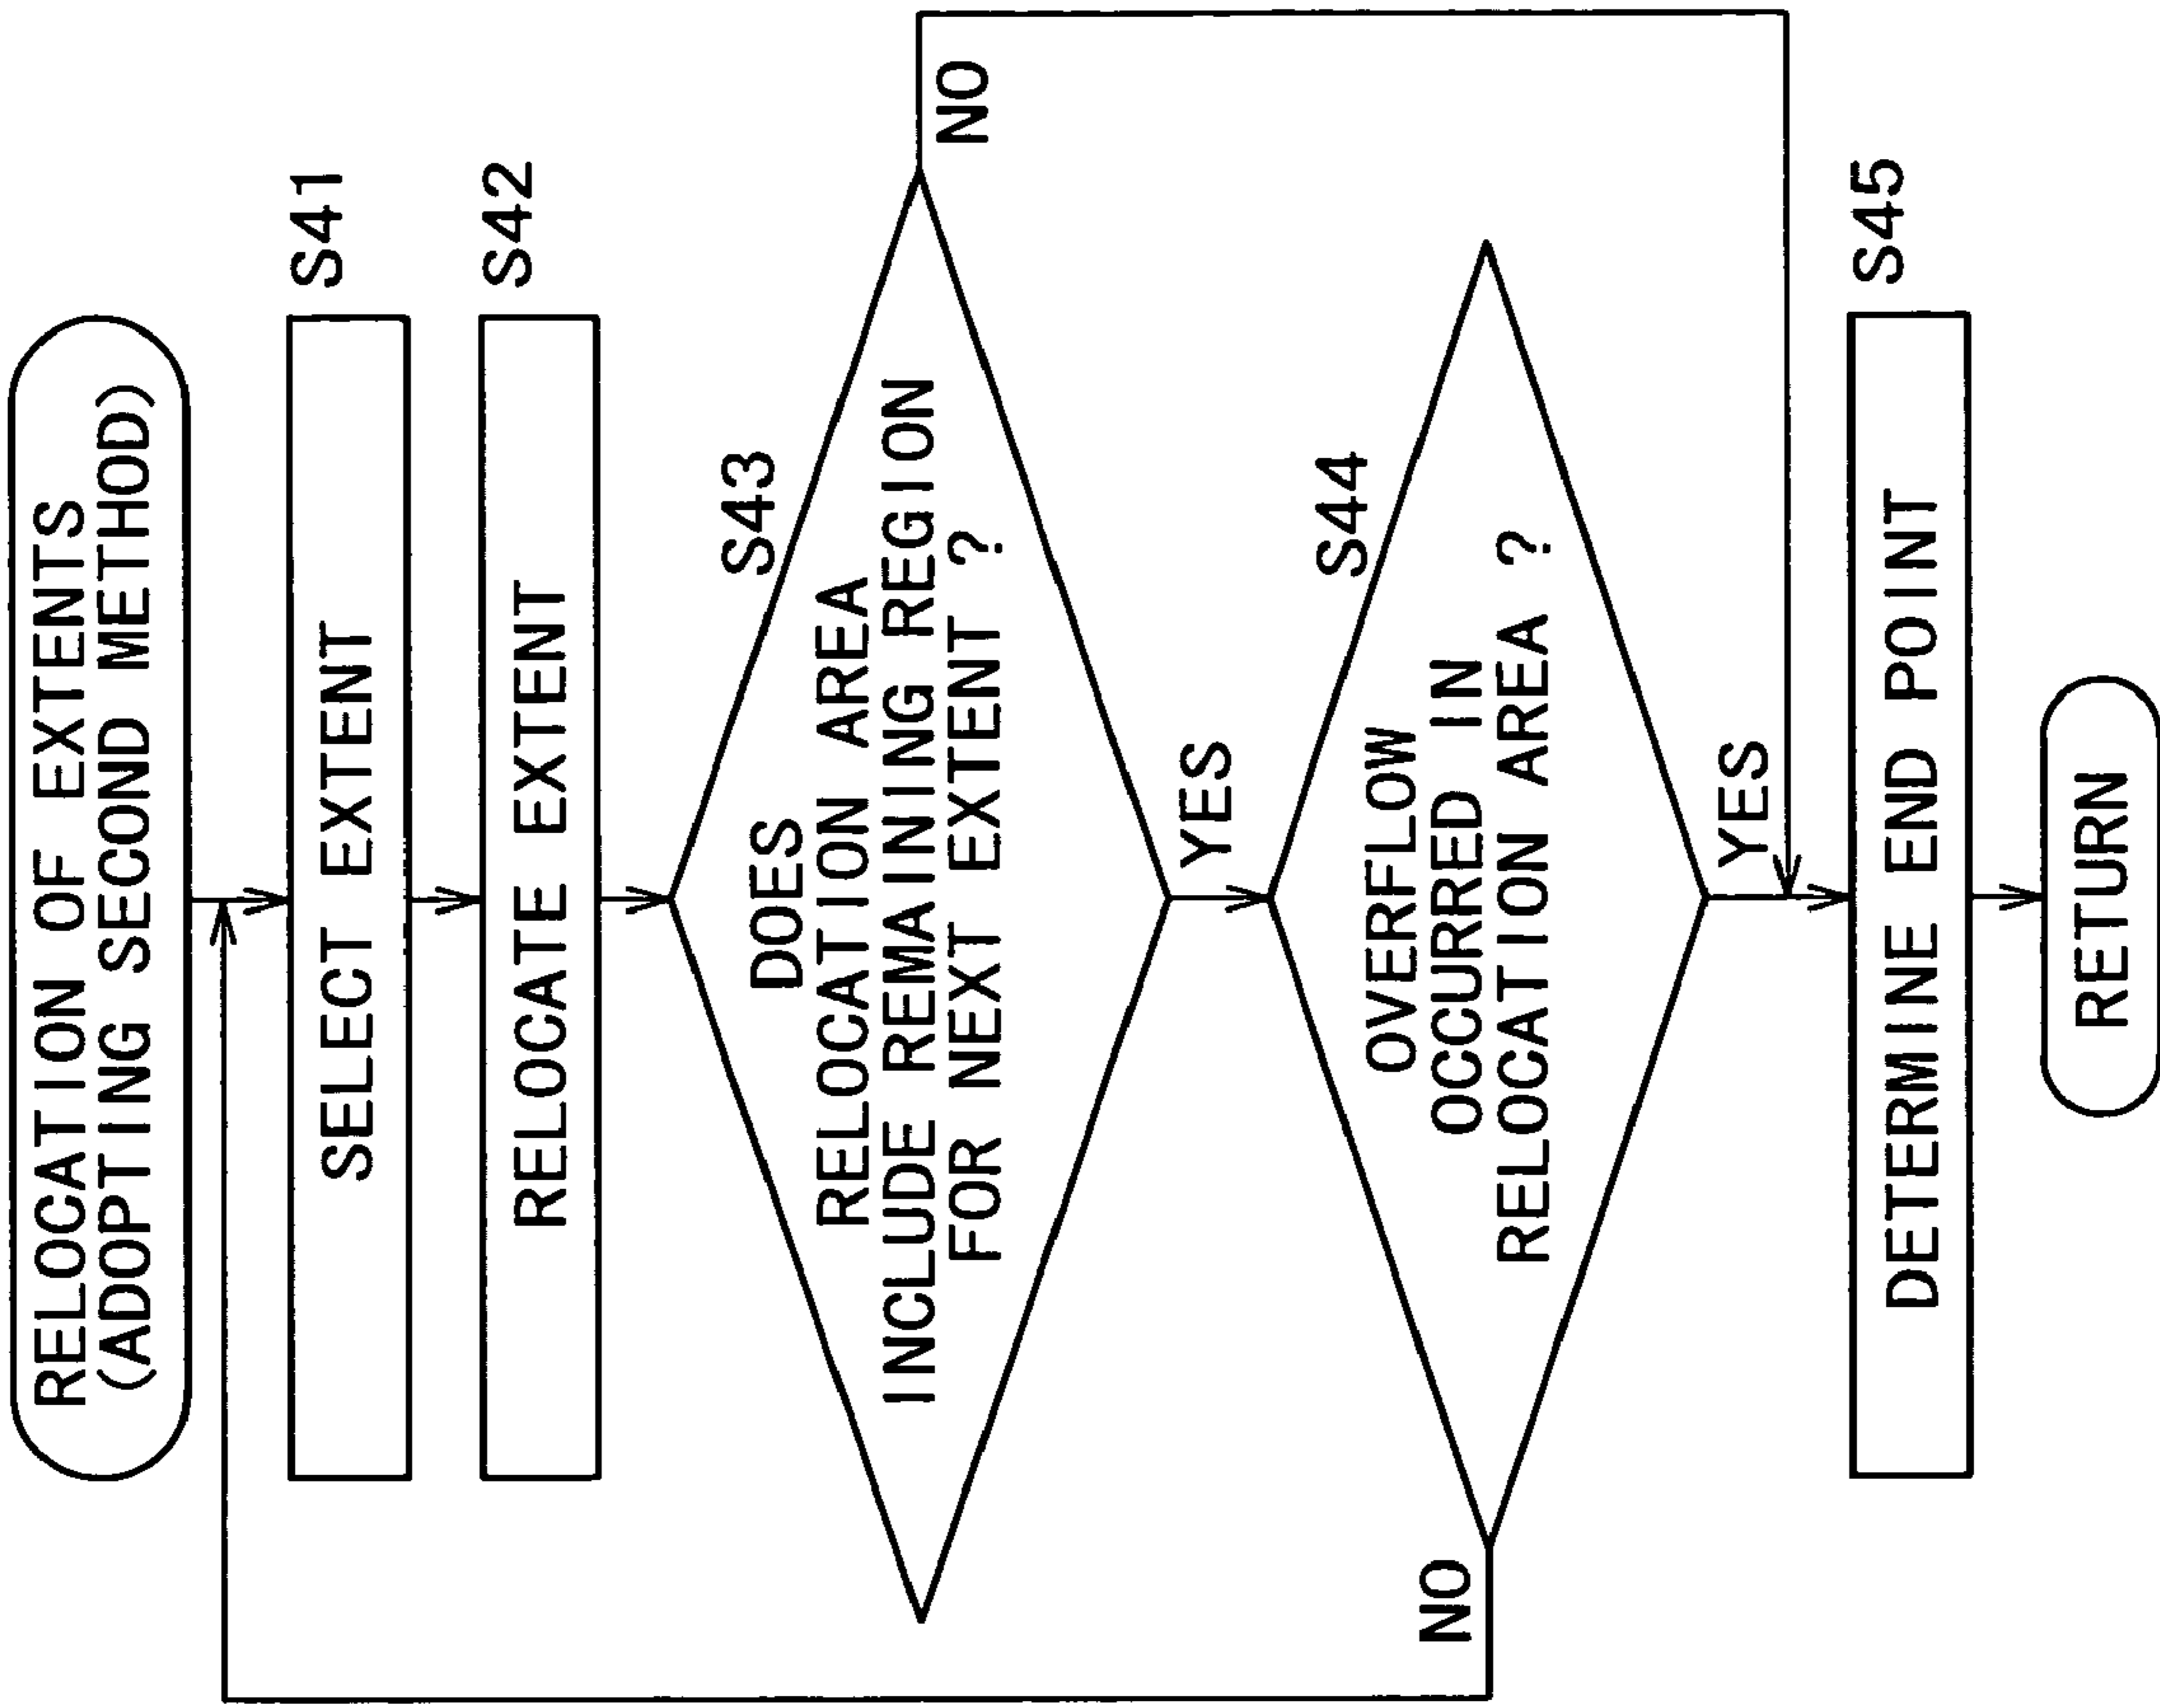 RELOCATION OF EXTENTS
(ADOPTING SECOND METHOD)
S41
SELECT EXTENT
S42
RELOCATE EXTENT
S43
DOES
RELOCATION AREA
INCLUDE REMAINING REGION
FOR NEXT EXTENT ?
NO
YES
S44
OVERFLOW
OCCURRED IN
RELOCATION AREA ?
NO
YES
S45
DETERMINE END POINT
RETURN